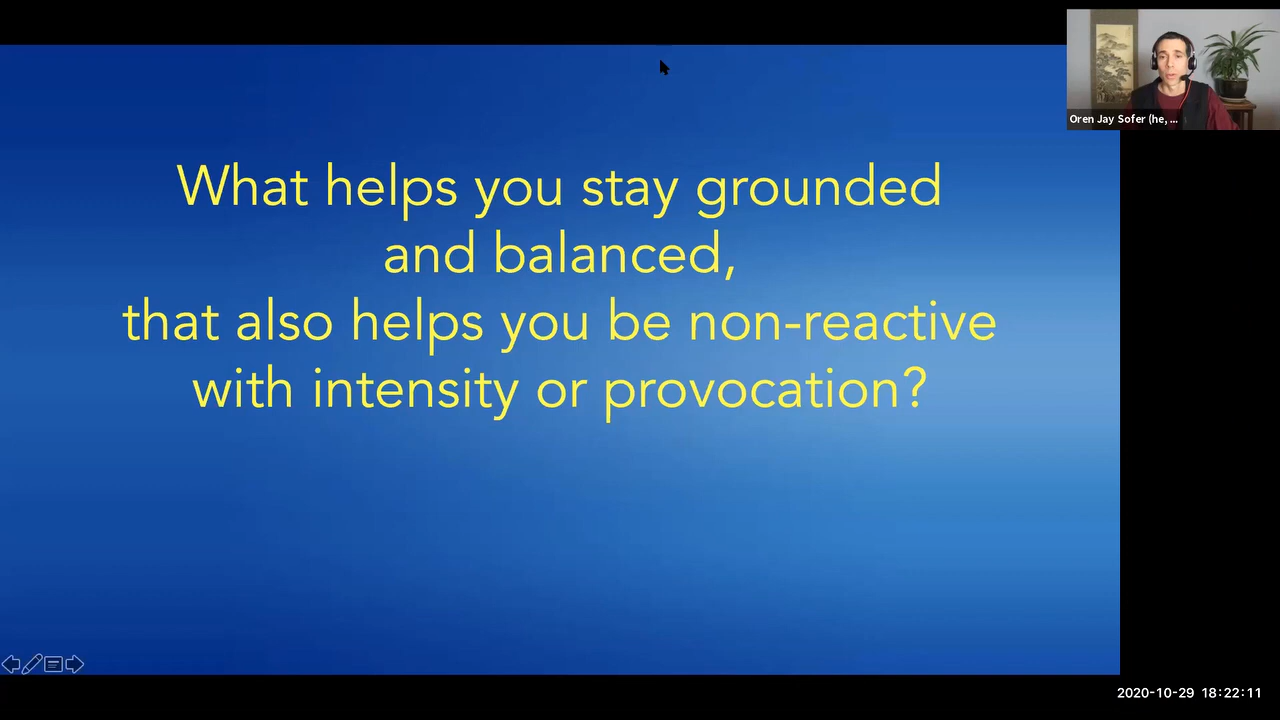 What helps you stay grounded
and balanced,
that also helps you be non-reactive
with intensity or provocation?
Oren Jay Sofer (he, ...
2020-10-29 18:22:11